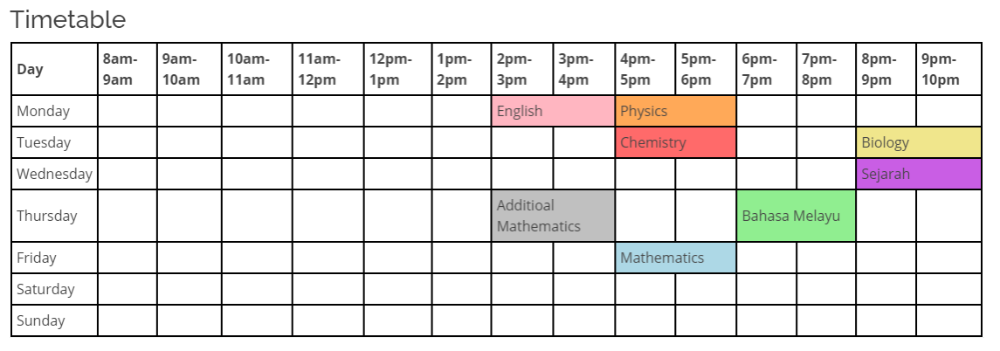 Timetable
Day 8am-9am 9am-10am 10am-11am 11am-12pm 12pm-1pm 1pm-2pm 2pm-3pm 3pm-4pm 4pm-5pm 5pm-6pm 6pm-7pm 7pm-8pm 8pm-9pm 9pm-10pm
Monday English Physics
Tuesday Chemistry Biology
Wednesday Sejarah
Thursday Additioal Mathematics Bahasa Melayu
Friday Mathematics
Saturday
Sunday